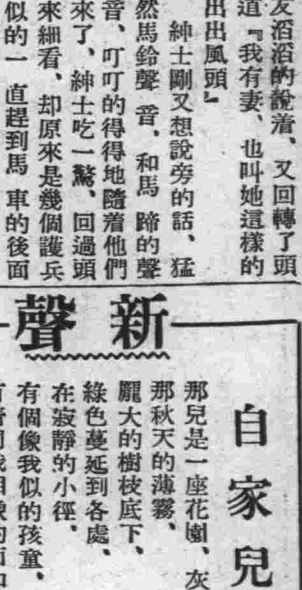 友滔滔的說着、又回轉了頭
道『我有妻、也叫她這樣的
出出風頭』
紳士剛又想說旁的話、猛
然馬鈴聲音、和馬蹄的聲
音、叮叮的得得地隨着他們
來了、紳士吃一驚、回過頭
來細看、却原來是幾個護兵
似的一直趕到馬車的後面
新聲
自家兒
那兒是一座花園、灰
那秋天的薄霧、
龐大的樹枝底下、
綠色蔓延到各處、
在寂靜的小徑、
有個像我似的孩童、